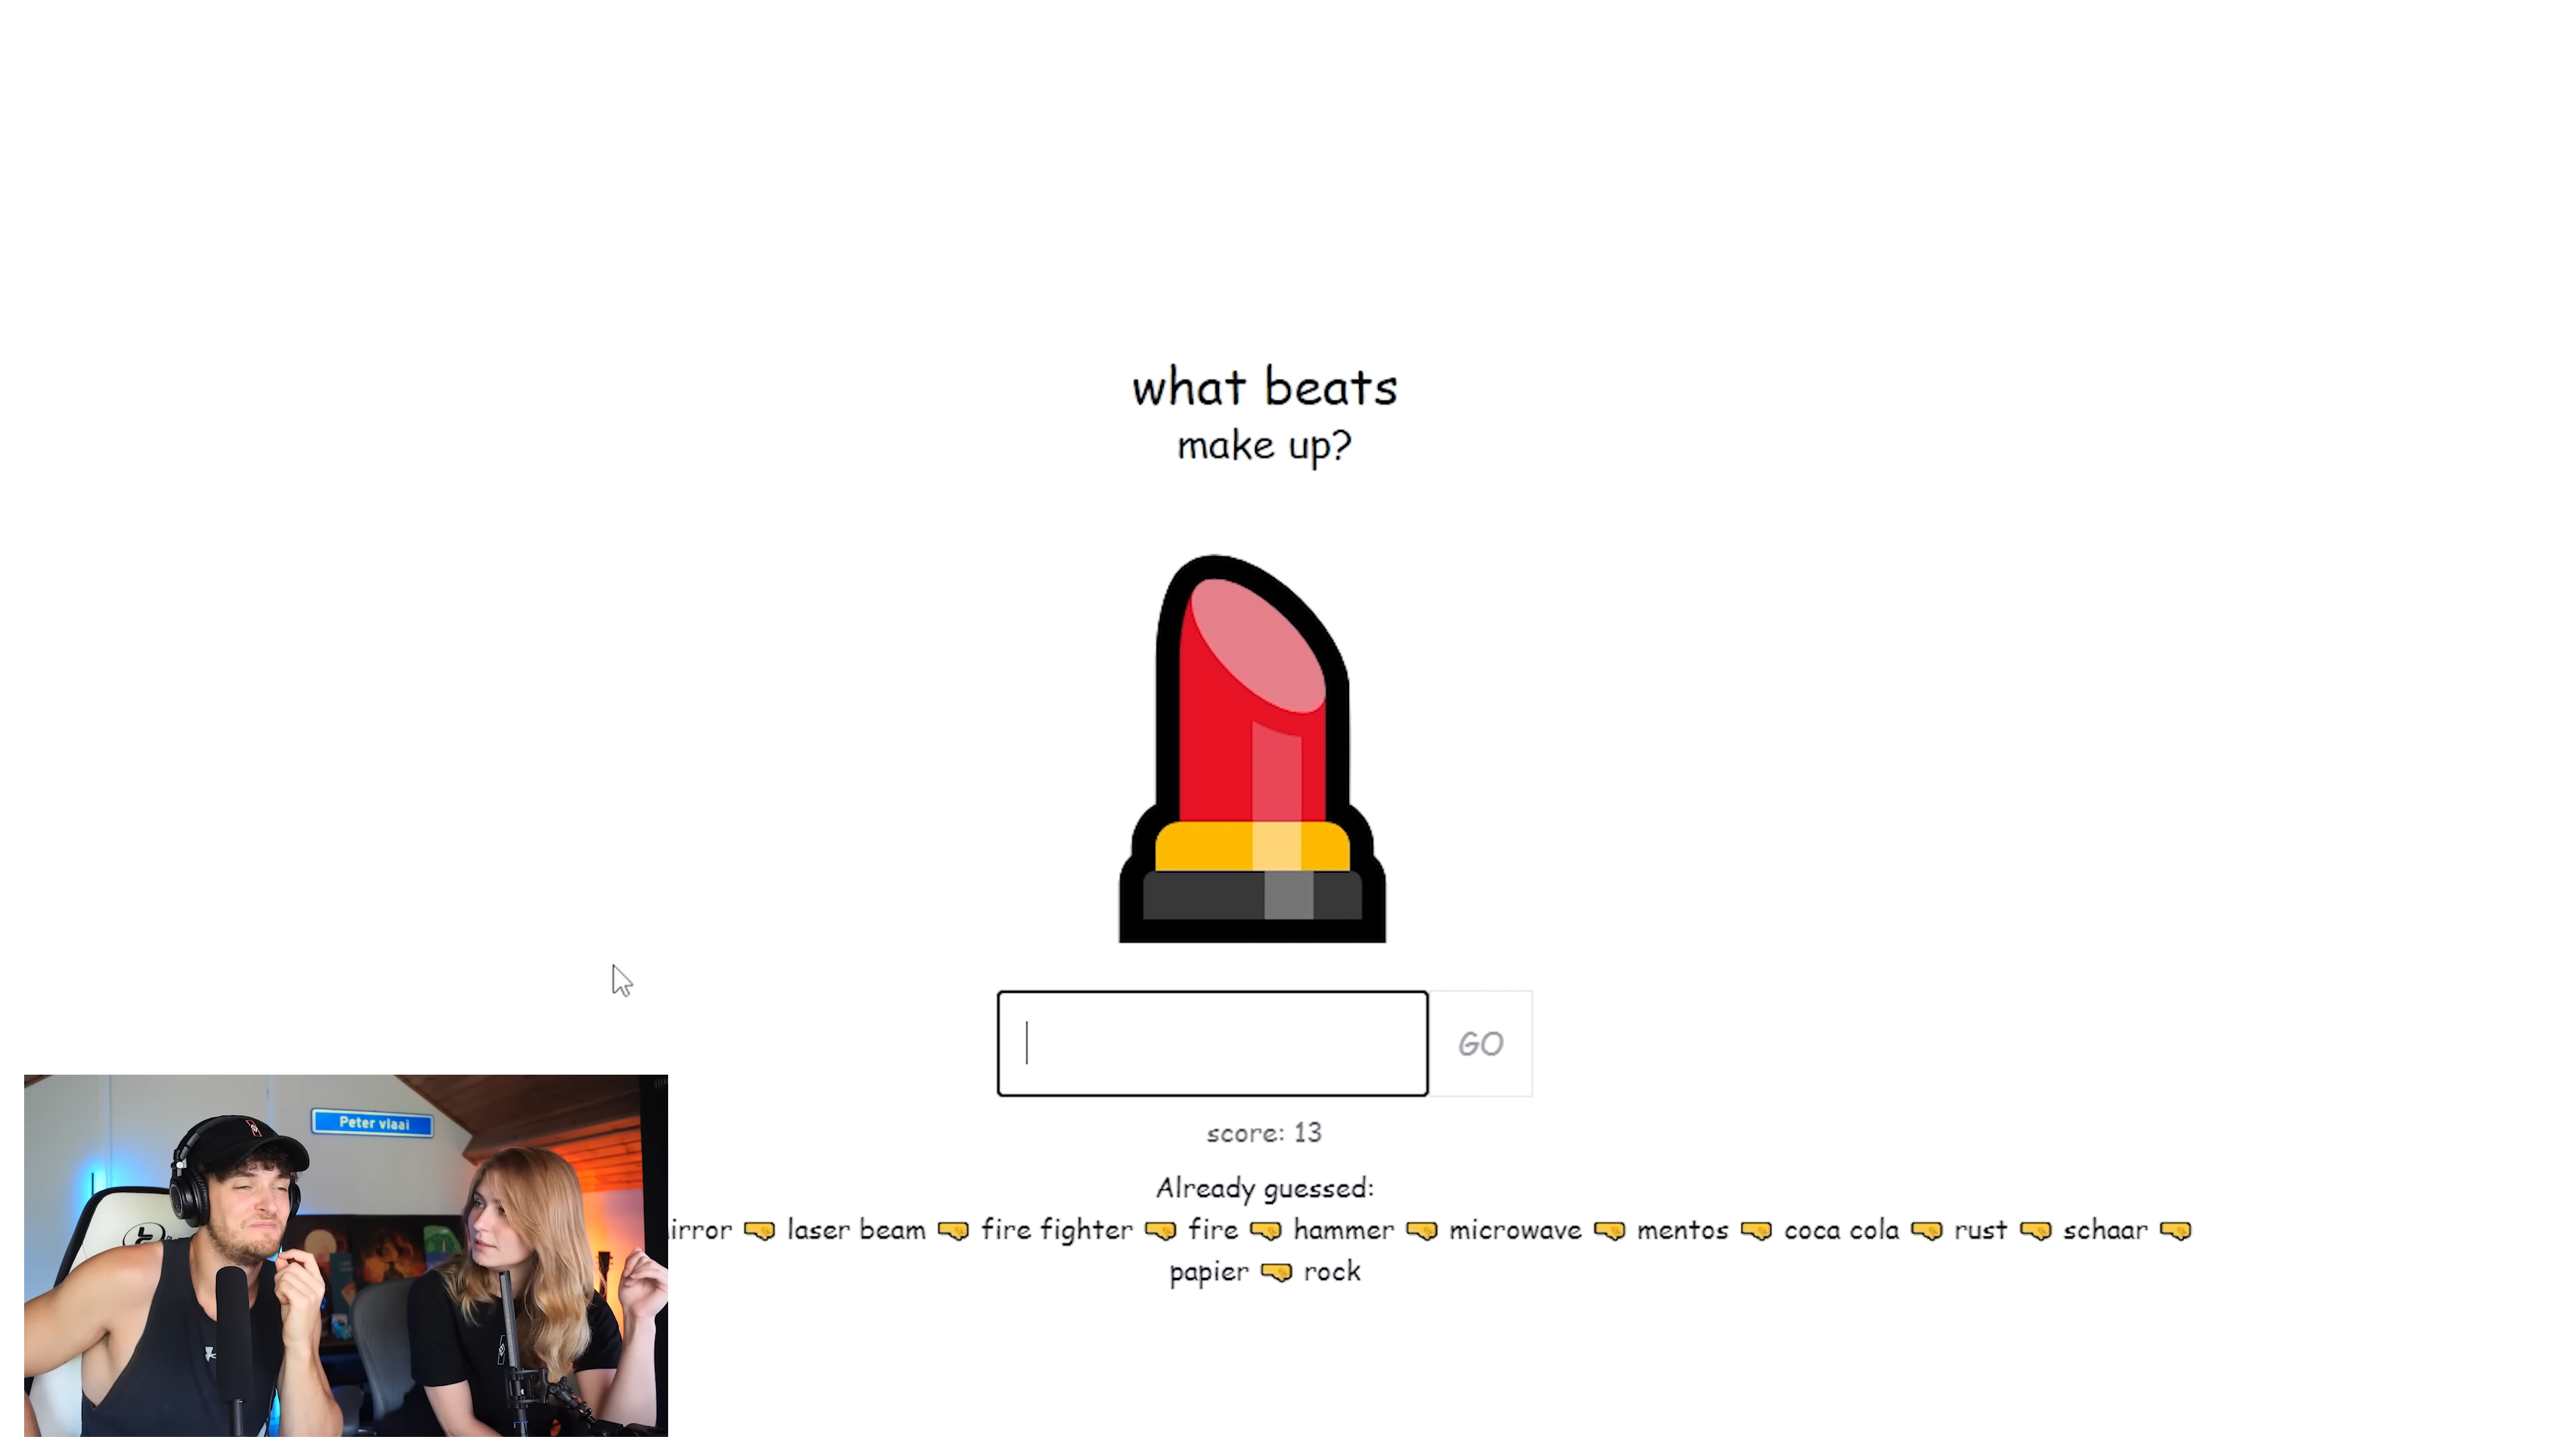 what beats
make up?
GO
score: 13
Already guessed:
laser beam 🤜 fire fighter 🤜 fire 🤜 hammer 🤜 microwave 🤜 mentos 🤜 coca cola 🤜 rust 🤜 schaar 🤜
papier 🤜 rock
Peter vlaai